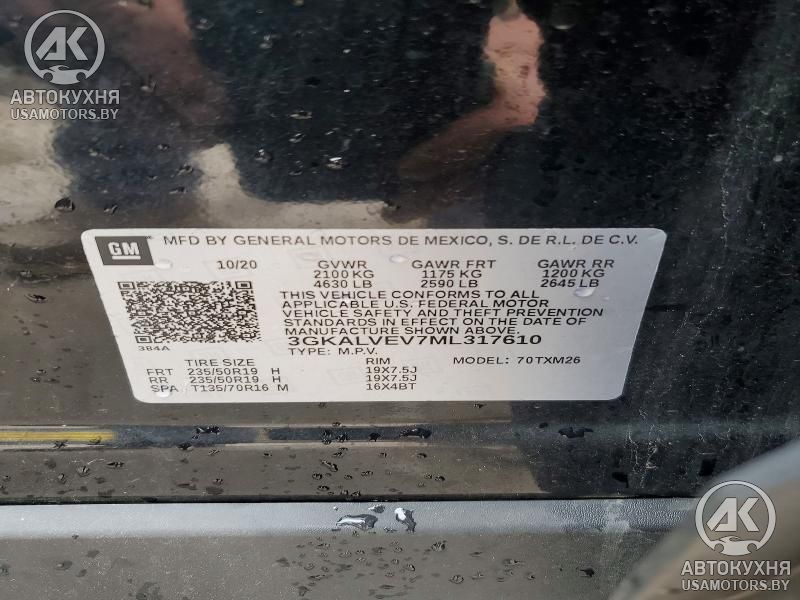 AK
АВТОКУХНЯ
USAMOTORS.BY
GM MFD BY GENERAL MOTORS DE MEXICO, S. DE R.L. DE C.V.
10/20 GVWR GAWR FRT GAWR RR
2100 KG 1175 KG 1200 KG
4630 LB 2590 LB 2645 LB
THIS VEHICLE CONFORMS TO ALL
APPLICABLE U.S. FEDERAL MOTOR
VEHICLE SAFETY AND THEFT PREVENTION
STANDARDS IN EFFECT ON THE DATE OF
MANUFACTURE SHOWN ABOVE.
384A 3GKALVEV7ML317610
TYPE: M.P.V. MODEL: 70TXM26
TIRE SIZE RIM
FRT 235/50R19 H 19X7.5J
RR 235/50R19 H 19X7.5J
SPA T135/70R16 M 16X4BT
AK
АВТОКУХНЯ
USAMOTORS.BY